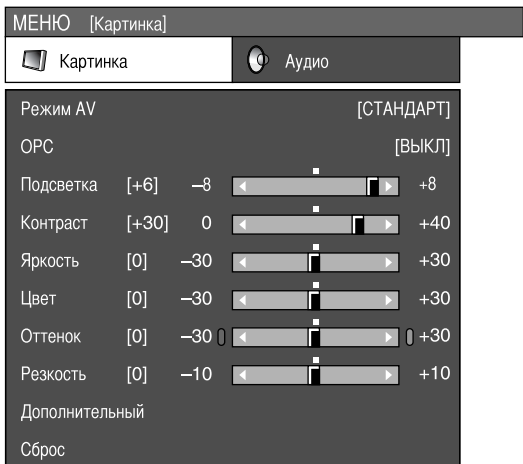 МЕНЮ [Картинка]
Картинка Аудио
Режим AV [СТАНДАРТ]
OPC [ВЫКЛ]
Подсветка [+6] –8 +8
Контраст [+30] 0 +40
Яркость [0] –30 +30
Цвет [0] –30 +30
Оттенок [0] –30 +30
Резкость [0] –10 +10
Дополнительный
Сброс